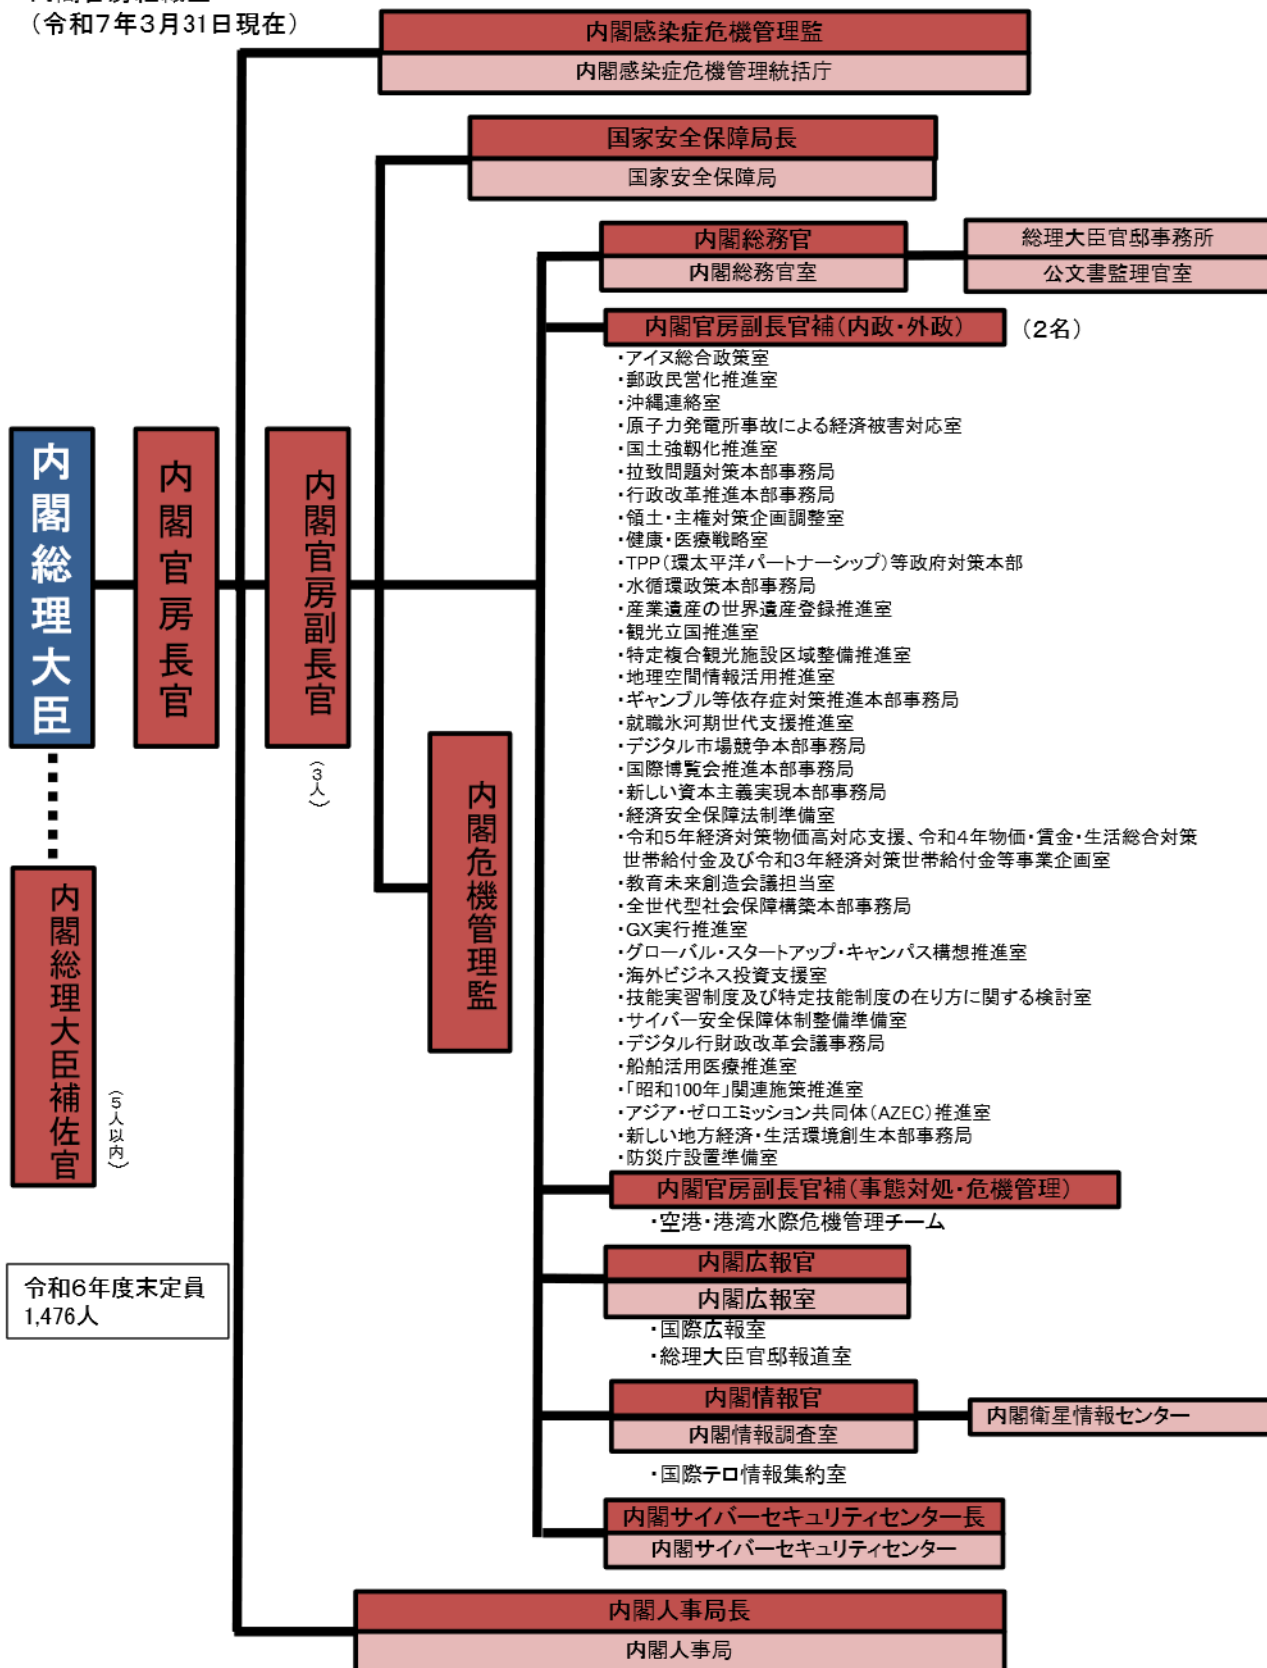 （令和7年3月31日現在）
内閣感染症危機管理監
内閣感染症危機管理統括庁
国家安全保障局長
国家安全保障局
内閣総務官
内閣総務官室
総理大臣官邸事務所
公文書監理官室
内閣官房副長官補（内政・外政）
（2名）
・アイヌ総合政策室
・郵政民営化推進室
・沖縄連絡室
・原子力発電所事故による経済被害対応室
・国土強靱化推進室
・拉致問題対策本部事務局
・行政改革推進本部事務局
・領土・主権対策企画調整室
・健康・医療戦略室
・TPP（環太平洋パートナーシップ）等政府対策本部
・水循環政策本部事務局
・産業遺産の世界遺産登録推進室
・観光立国推進室
・特定複合観光施設区域整備推進室
・地理空間情報活用推進室
・ギャンブル等依存症対策推進本部事務局
・就職氷河期世代支援推進室
・デジタル市場競争本部事務局
・国際博覧会推進本部事務局
・新しい資本主義実現本部事務局
・経済安全保障法制準備室
・令和5年経済対策物価高対応支援、令和4年物価・賃金・生活総合対策
世帯給付金及び令和3年経済対策世帯給付金等事業企画室
・教育未来創造会議担当室
・全世代型社会保障構築本部事務局
・GX実行推進室
・グローバル・スタートアップ・キャンパス構想推進室
・海外ビジネス投資支援室
・技能実習制度及び特定技能制度の在り方に関する検討室
・サイバー安全保障体制整備準備室
・デジタル行財政改革会議事務局
・船舶活用医療推進室
・「昭和100年」関連施策推進室
・アジア・ゼロエミッション共同体（AZEC）推進室
・新しい地方経済・生活環境創生本部事務局
・防災庁設置準備室
内閣総理大臣
内閣官房長官
内閣官房副長官
（3人）
内閣危機管理監
内閣総理大臣補佐官
（5人以内）
内閣官房副長官補（事態対処・危機管理）
・空港・港湾水際危機管理チーム
内閣広報官
内閣広報室
・国際広報室
・総理大臣官邸報道室
令和6年度末定員
1,476人
内閣情報官
内閣情報調査室
内閣衛星情報センター
・国際テロ情報集約室
内閣サイバーセキュリティセンター長
内閣サイバーセキュリティセンター
内閣人事局長
内閣人事局